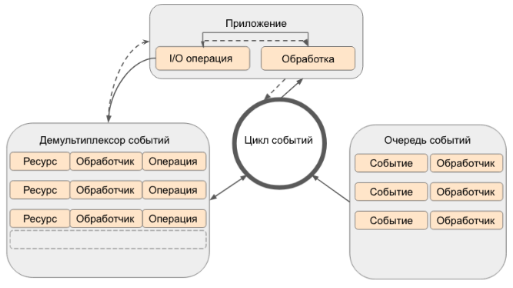 Приложение
I/O операция Обработка
Демультиплексор событий
Ресурс Обработчик Операция
Ресурс Обработчик Операция
Ресурс Обработчик Операция
Цикл событий
Очередь событий
Событие Обработчик
Событие Обработчик
Событие Обработчик